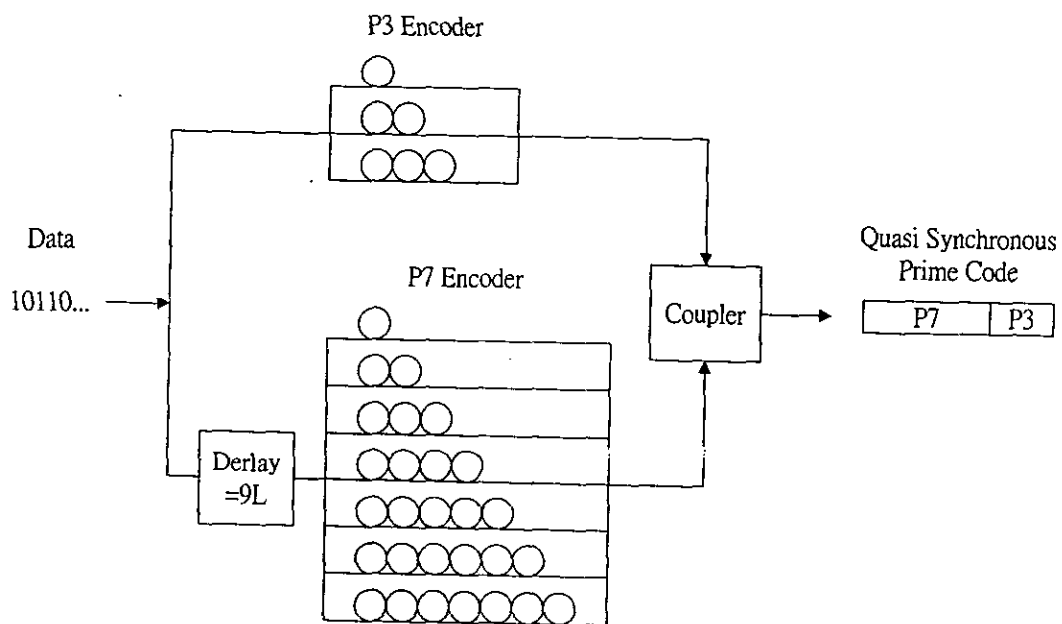 P3 Encoder
Data
10110...
P7 Encoder
Derlay
=9L
Coupler
Quasi Synchronous
Prime Code
P7 P3